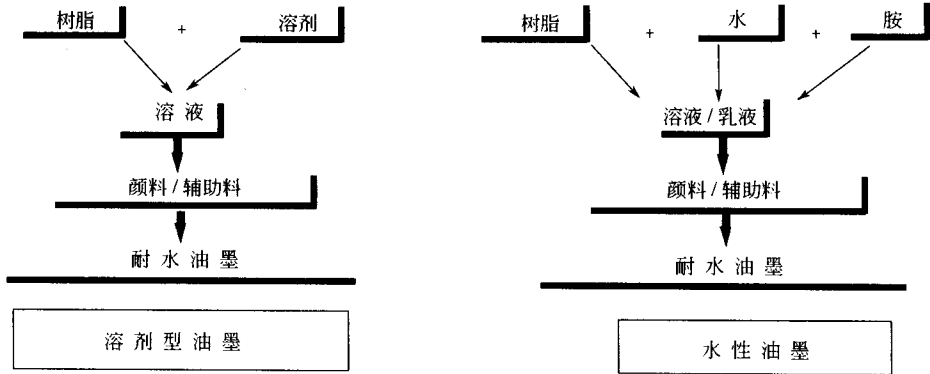 树脂 + 溶剂
溶液
颜料 / 辅助料
耐水油墨
溶剂型油墨
树脂 + 水 + 胺
溶液 / 乳液
颜料 / 辅助料
耐水油墨
水性油墨